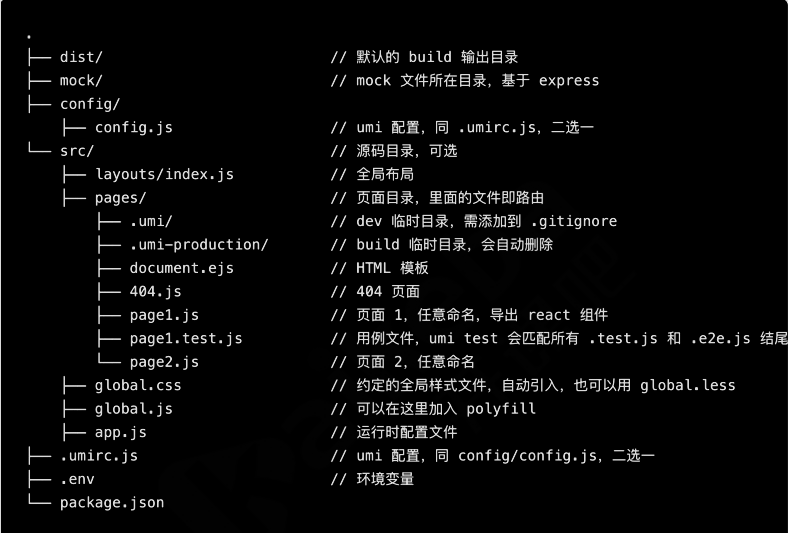 .
├── dist/                          // 默认的 build 输出目录
├── mock/                          // mock 文件所在目录，基于 express
├── config/
    ├── config.js                  // umi 配置，同 .umirc.js，二选一
└── src/                           // 源码目录，可选
    ├── layouts/index.js           // 全局布局
    ├── pages/                     // 页面目录，里面的文件即路由
        ├── .umi/                  // dev 临时目录，需添加到 .gitignore
        ├── .umi-production/       // build 临时目录，会自动删除
        ├── document.ejs           // HTML 模板
        ├── 404.js                 // 404 页面
        ├── page1.js               // 页面 1，任意命名，导出 react 组件
        ├── page1.test.js          // 用例文件，umi test 会匹配所有 .test.js 和 .e2e.js 结尾
        └── page2.js               // 页面 2，任意命名
    ├── global.css                 // 约定的全局样式文件，自动引入，也可以用 global.less
    ├── global.js                  // 可以在这里加入 polyfill
    ├── app.js                     // 运行时配置文件
├── .umirc.js                      // umi 配置，同 config/config.js，二选一
├── .env                           // 环境变量
└── package.json